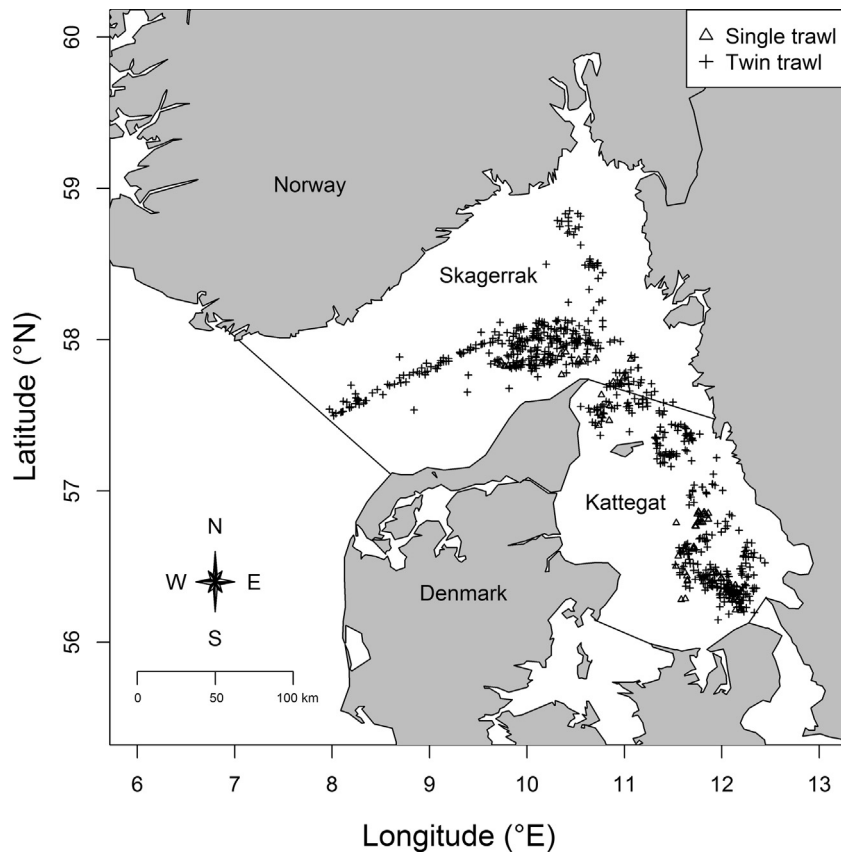 Single trawl
Twin trawl
Norway
Skagerrak
Kattegat
Denmark
N
W E
S
0 50 100 km
60
59
58
57
56
Latitude (°N)
6 7 8 9 10 11 12 13
Longitude (°E)